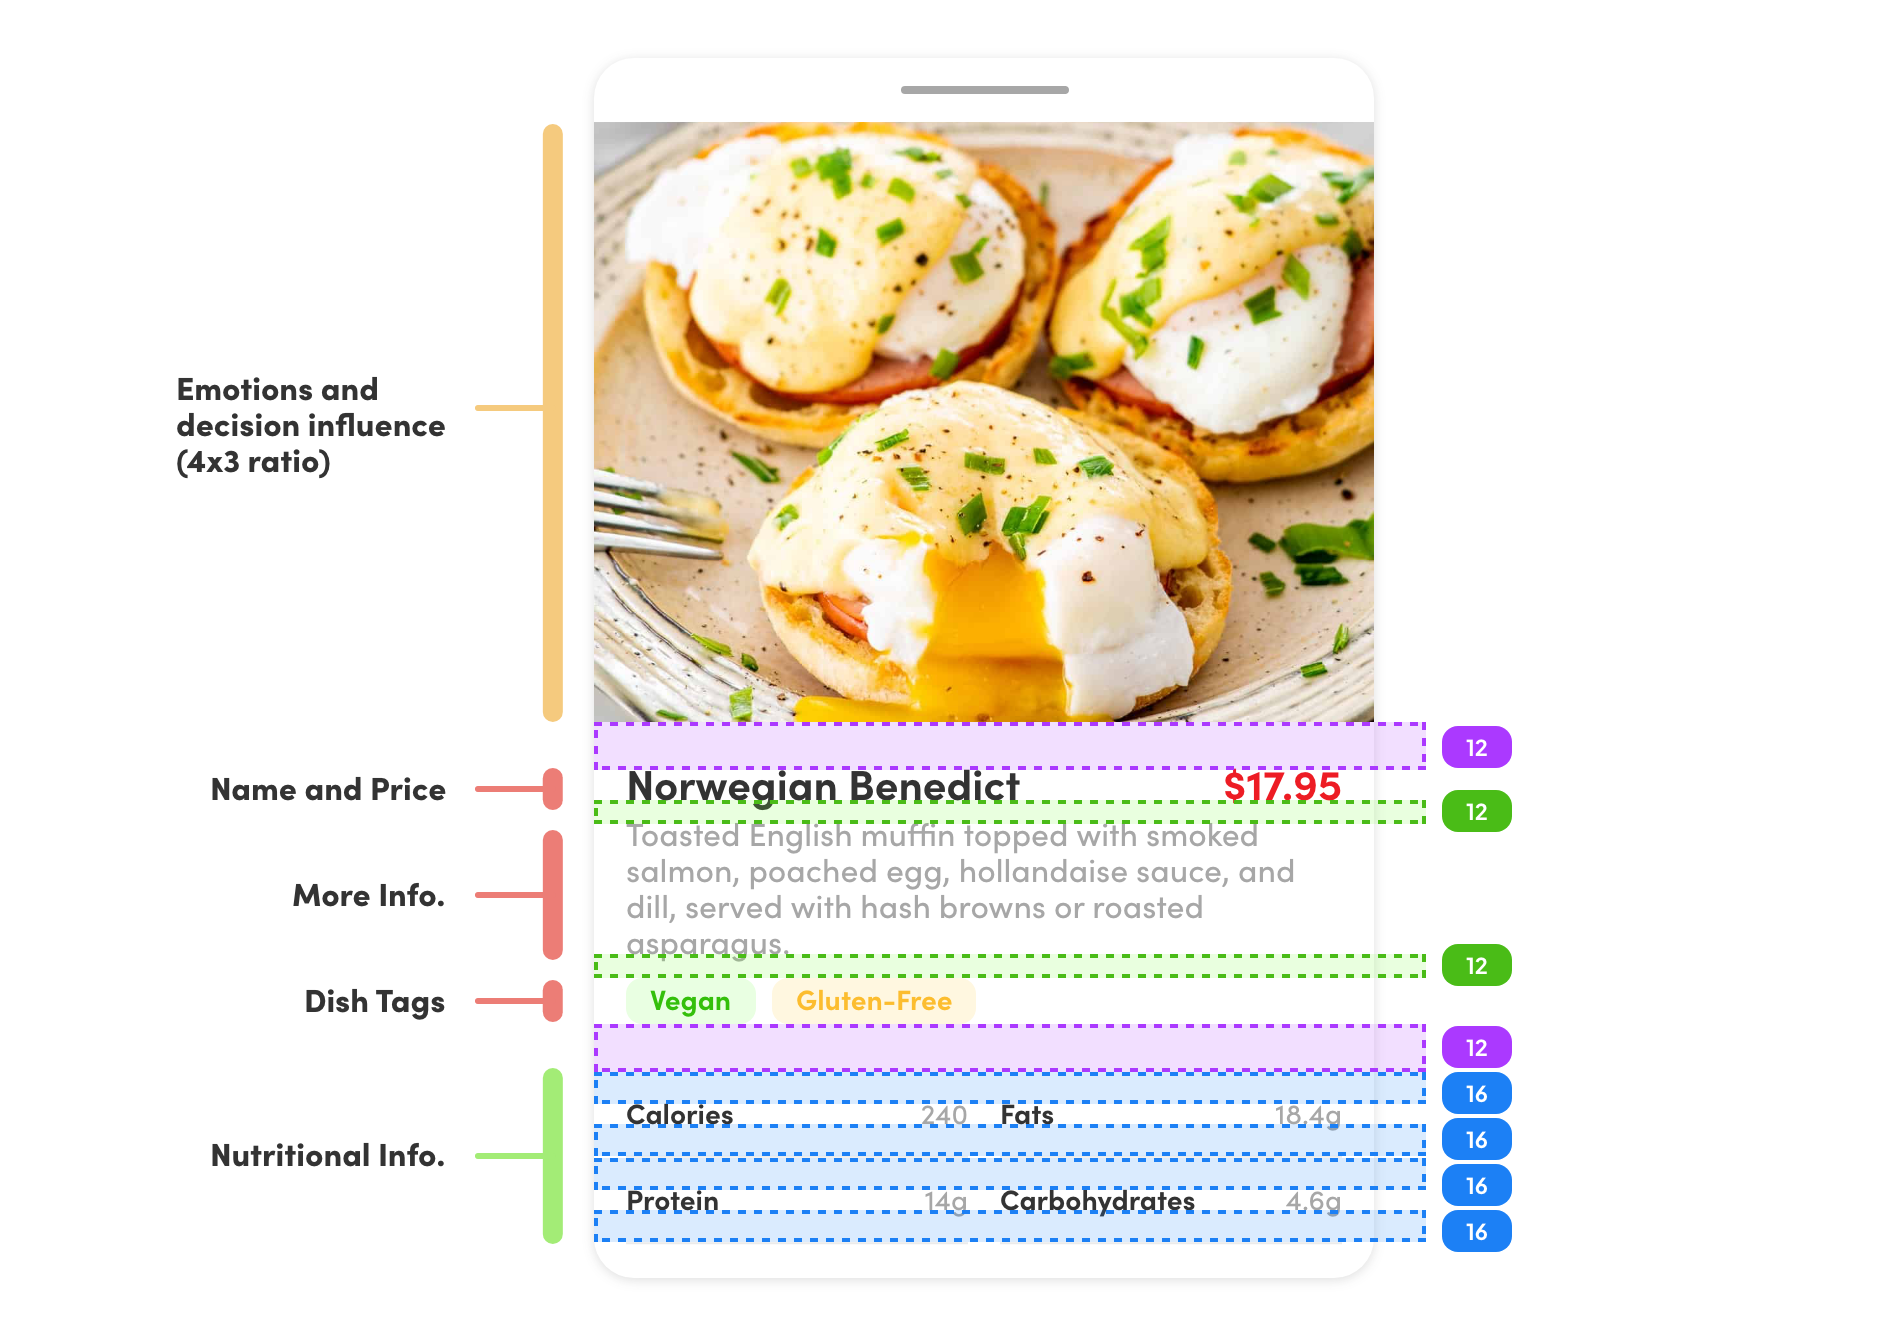 Emotions and
decision influence
(4x3 ratio)
12
Name and Price
Norwegian Benedict
$17.95
12
More Info.
Toasted English muffin topped with smoked
salmon, poached egg, hollandaise sauce, and
dill, served with hash browns or roasted
asparagus.
12
Dish Tags
Vegan
Gluten-Free
12
16
Calories 240 Fats 18.4g
16
Nutritional Info.
16
Protein 14g Carbohydrates 4.6g
16